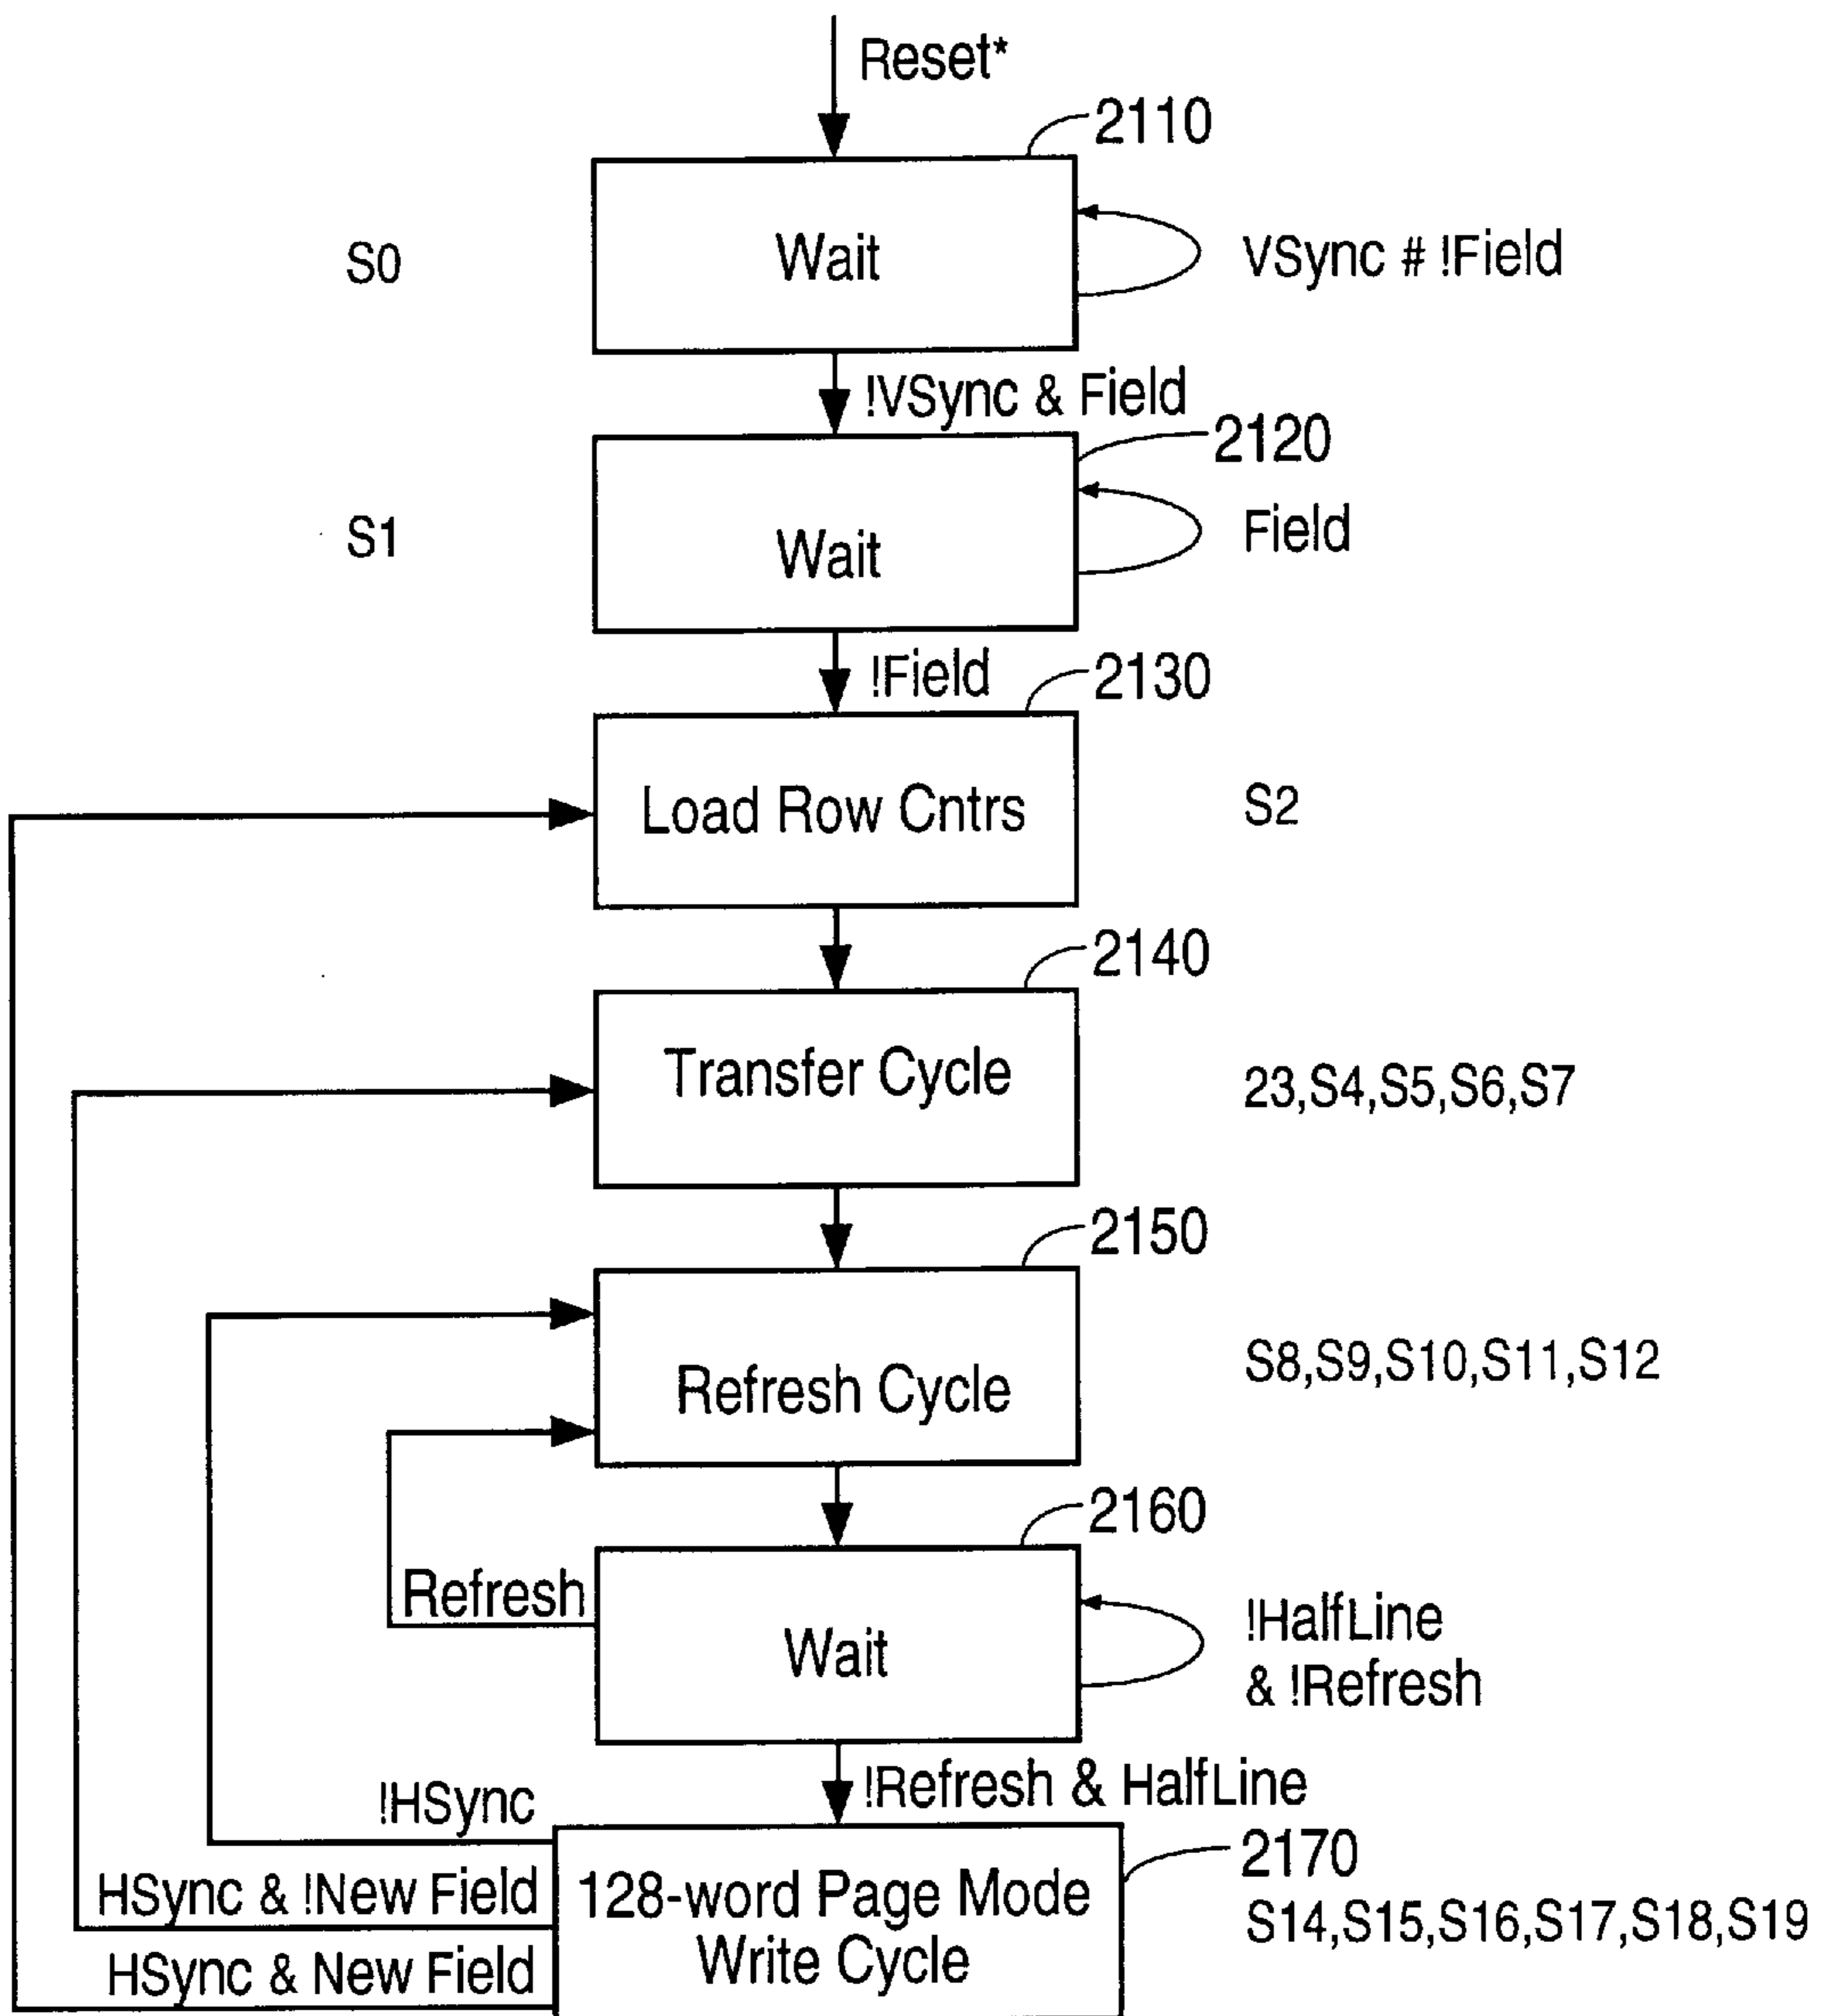 Reset*
2110
S0
Wait
VSync # !Field
!VSync & Field
2120
S1
Wait
Field
!Field
2130
Load Row Cntrs
S2
2140
Transfer Cycle
23,S4,S5,S6,S7
2150
Refresh Cycle
S8,S9,S10,S11,S12
2160
Refresh
Wait
!HalfLine
& !Refresh
!Refresh & HalfLine
!HSync
2170
HSync & !New Field
128-word Page Mode
Write Cycle
S14,S15,S16,S17,S18,S19
HSync & New Field